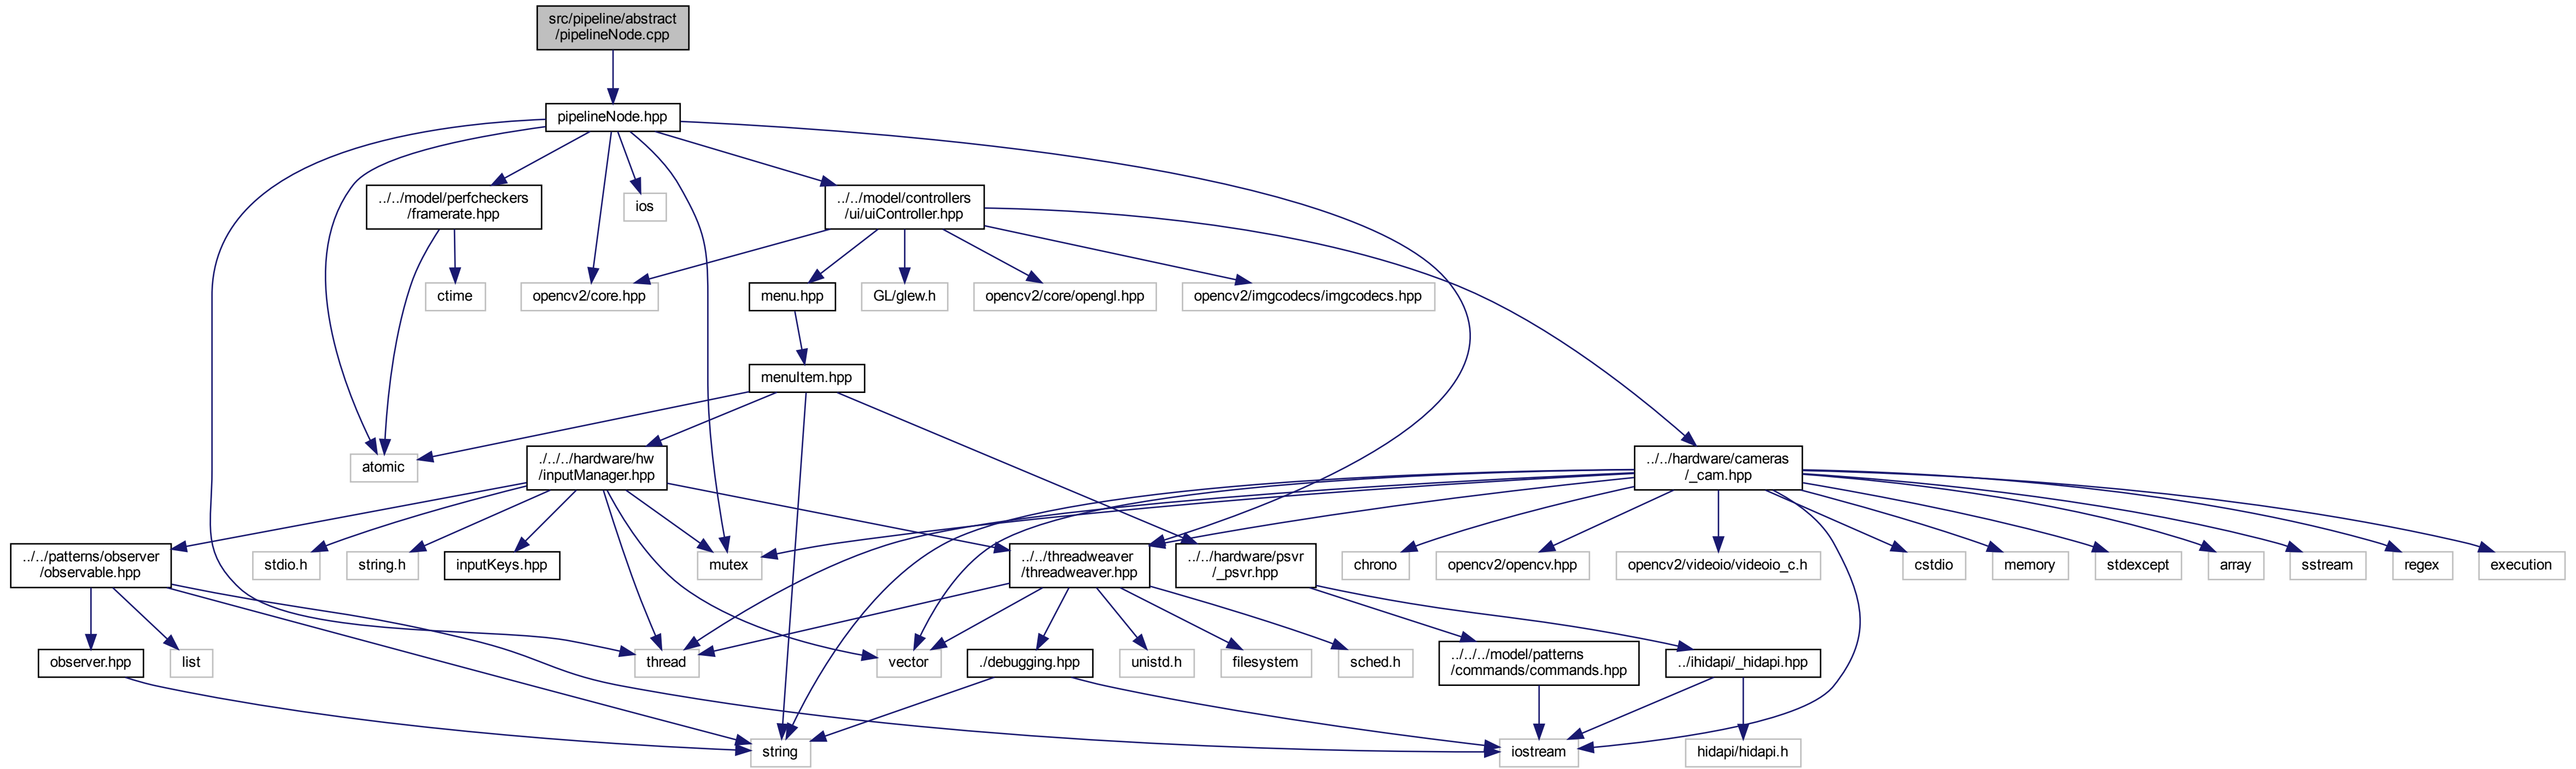 src/pipeline/abstract
/pipelineNode.cpp
pipelineNode.hpp
../../model/perfcheckers
/framerate.hpp
ios
../../model/controllers
/ui/uiController.hpp
ctime
opencv2/core.hpp
menu.hpp
GL/glew.h
opencv2/core/opengl.hpp
opencv2/imgcodecs/imgcodecs.hpp
menuItem.hpp
atomic
./../../hardware/hw
/inputManager.hpp
../../hardware/cameras
/_cam.hpp
../../patterns/observer
/observable.hpp
stdio.h
string.h
inputKeys.hpp
mutex
../../threadweaver
/threadweaver.hpp
../../hardware/psvr
/_psvr.hpp
chrono
opencv2/opencv.hpp
opencv2/videoio/videoio_c.h
cstdio
memory
stdexcept
array
sstream
regex
execution
observer.hpp
list
thread
vector
./debugging.hpp
unistd.h
filesystem
sched.h
../../../model/patterns
/commands/commands.hpp
../ihidapi/_hidapi.hpp
string
iostream
hidapi/hidapi.h